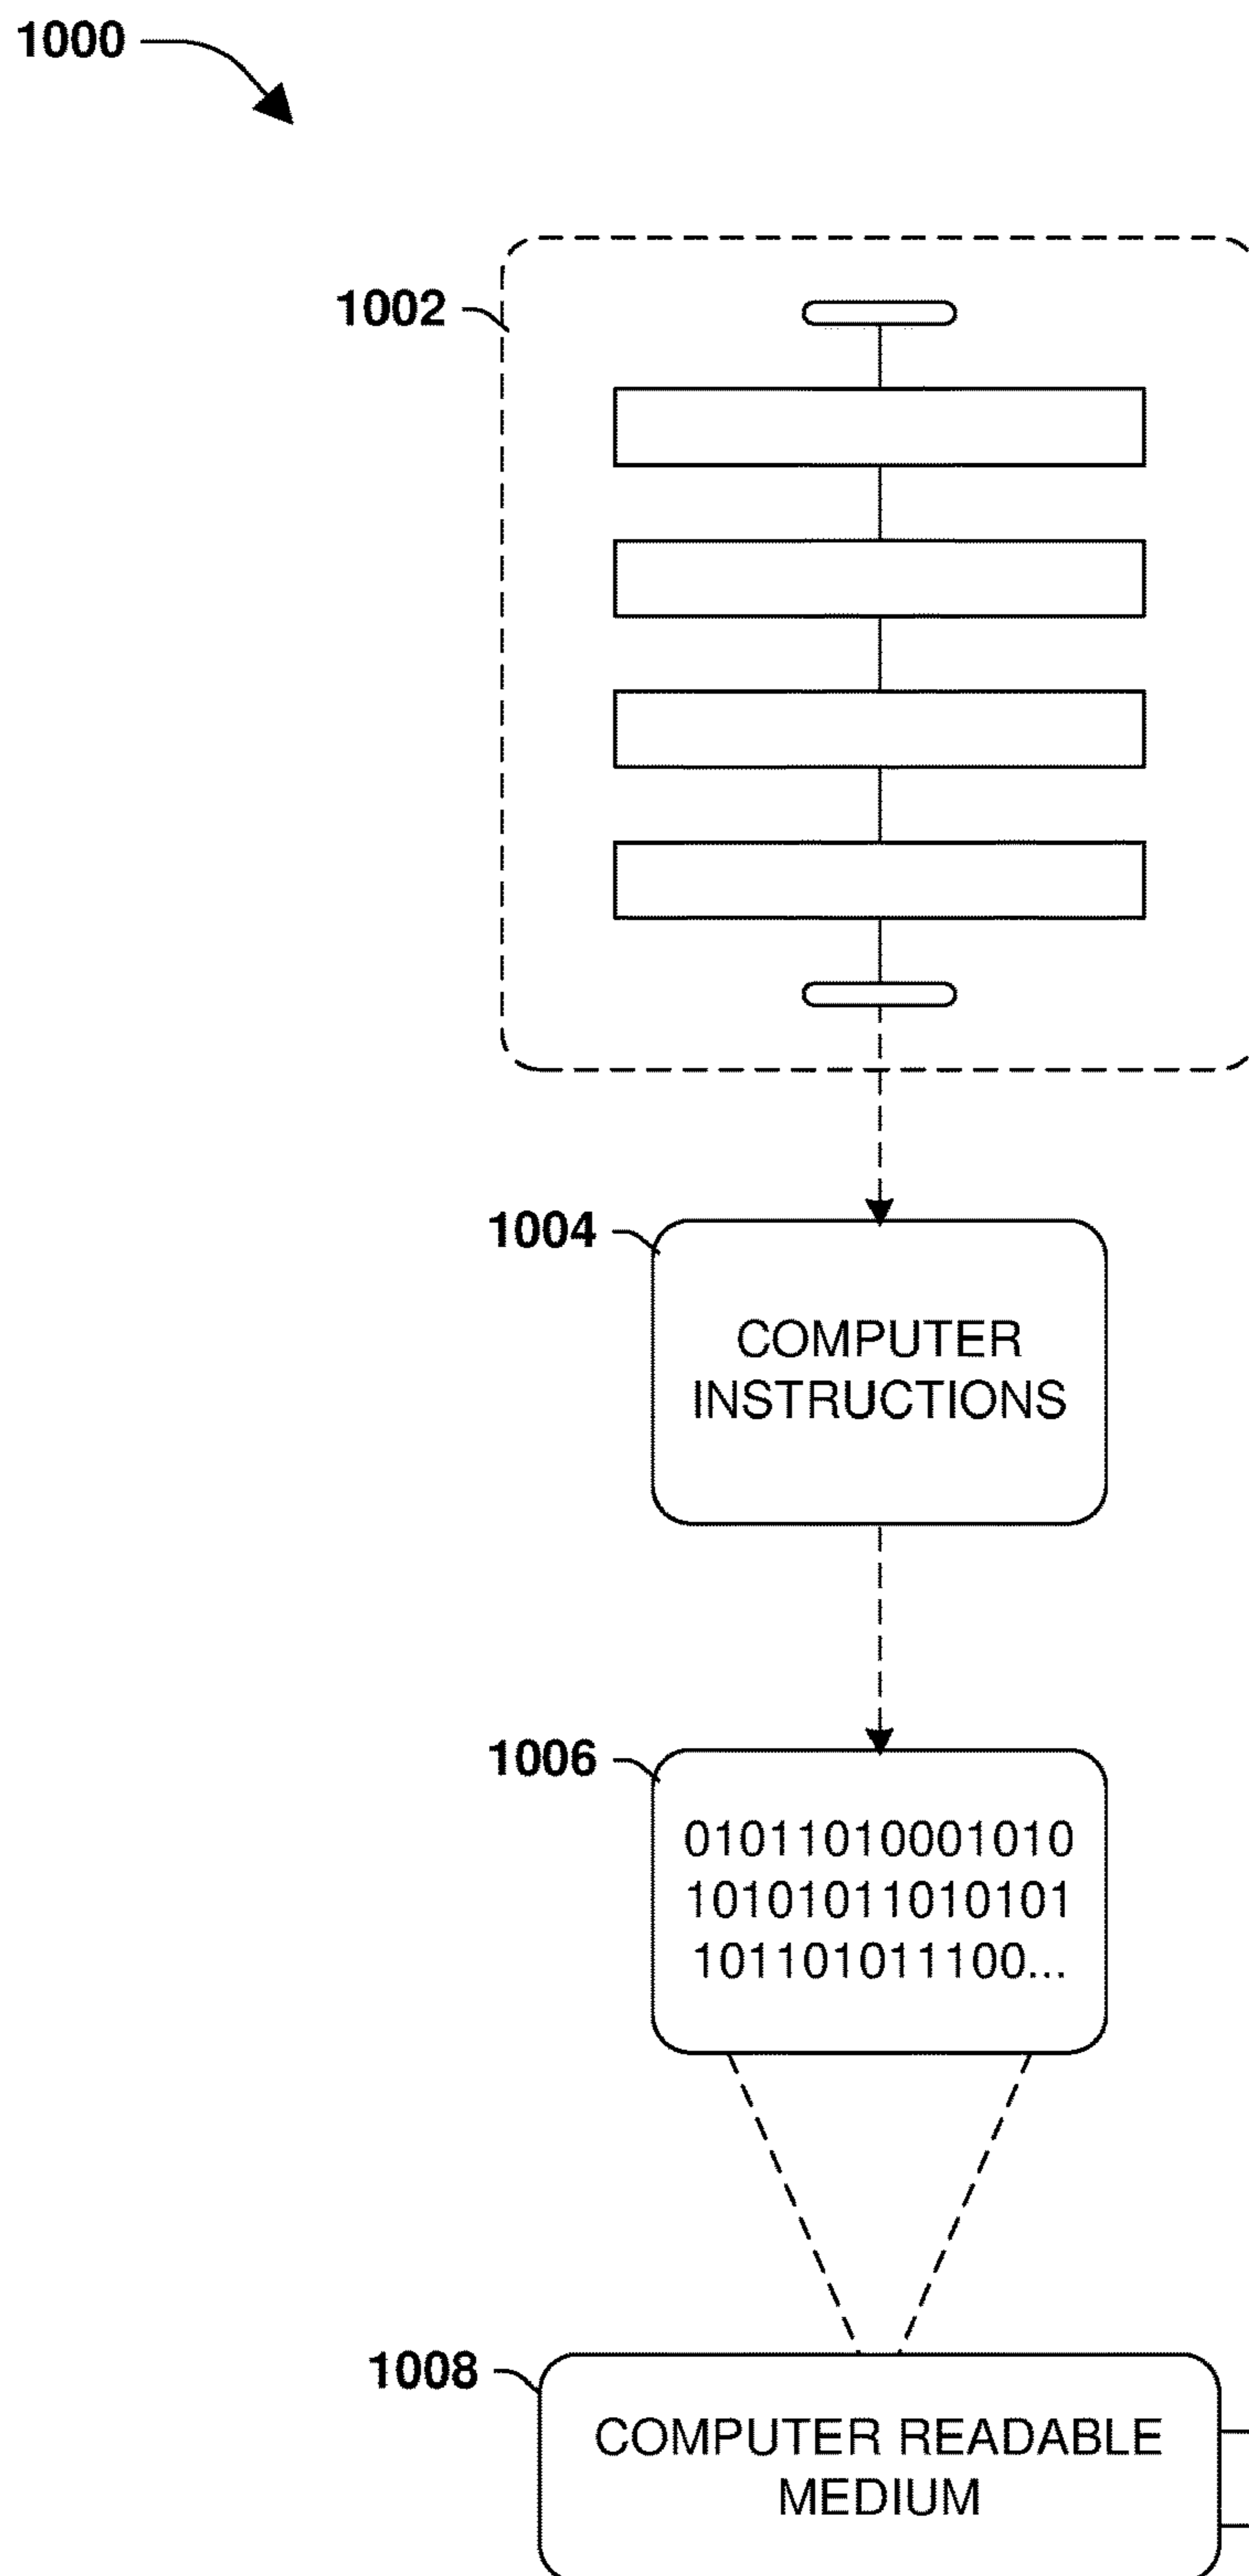 1000
1002
1004
COMPUTER
INSTRUCTIONS
1006
01011010001010
10101011010101
101101011100...
1008
COMPUTER READABLE
MEDIUM